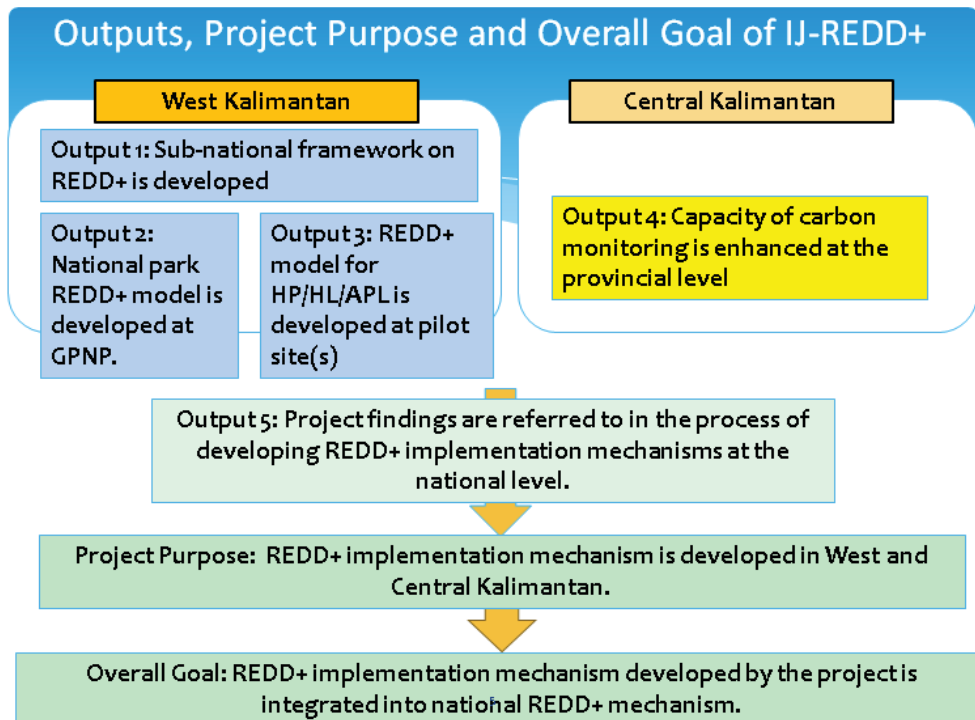 Outputs, Project Purpose and Overall Goal of IJ-REDD+
West Kalimantan
Output 1: Sub-national framework on
REDD+ is developed
Output 2:
National park
REDD+ model is
developed at
GPNP.
Output 3: REDD+
model for
HP/HL/APL is
developed at pilot
site(s)
Central Kalimantan
Output 4: Capacity of carbon
monitoring is enhanced at the
provincial level
Output 5: Project findings are referred to in the process of
developing REDD+ implementation mechanisms at the
national level.
Project Purpose: REDD+ implementation mechanism is developed in West and
Central Kalimantan.
Overall Goal: REDD+ implementation mechanism developed by the project is
integrated into national REDD+ mechanism.